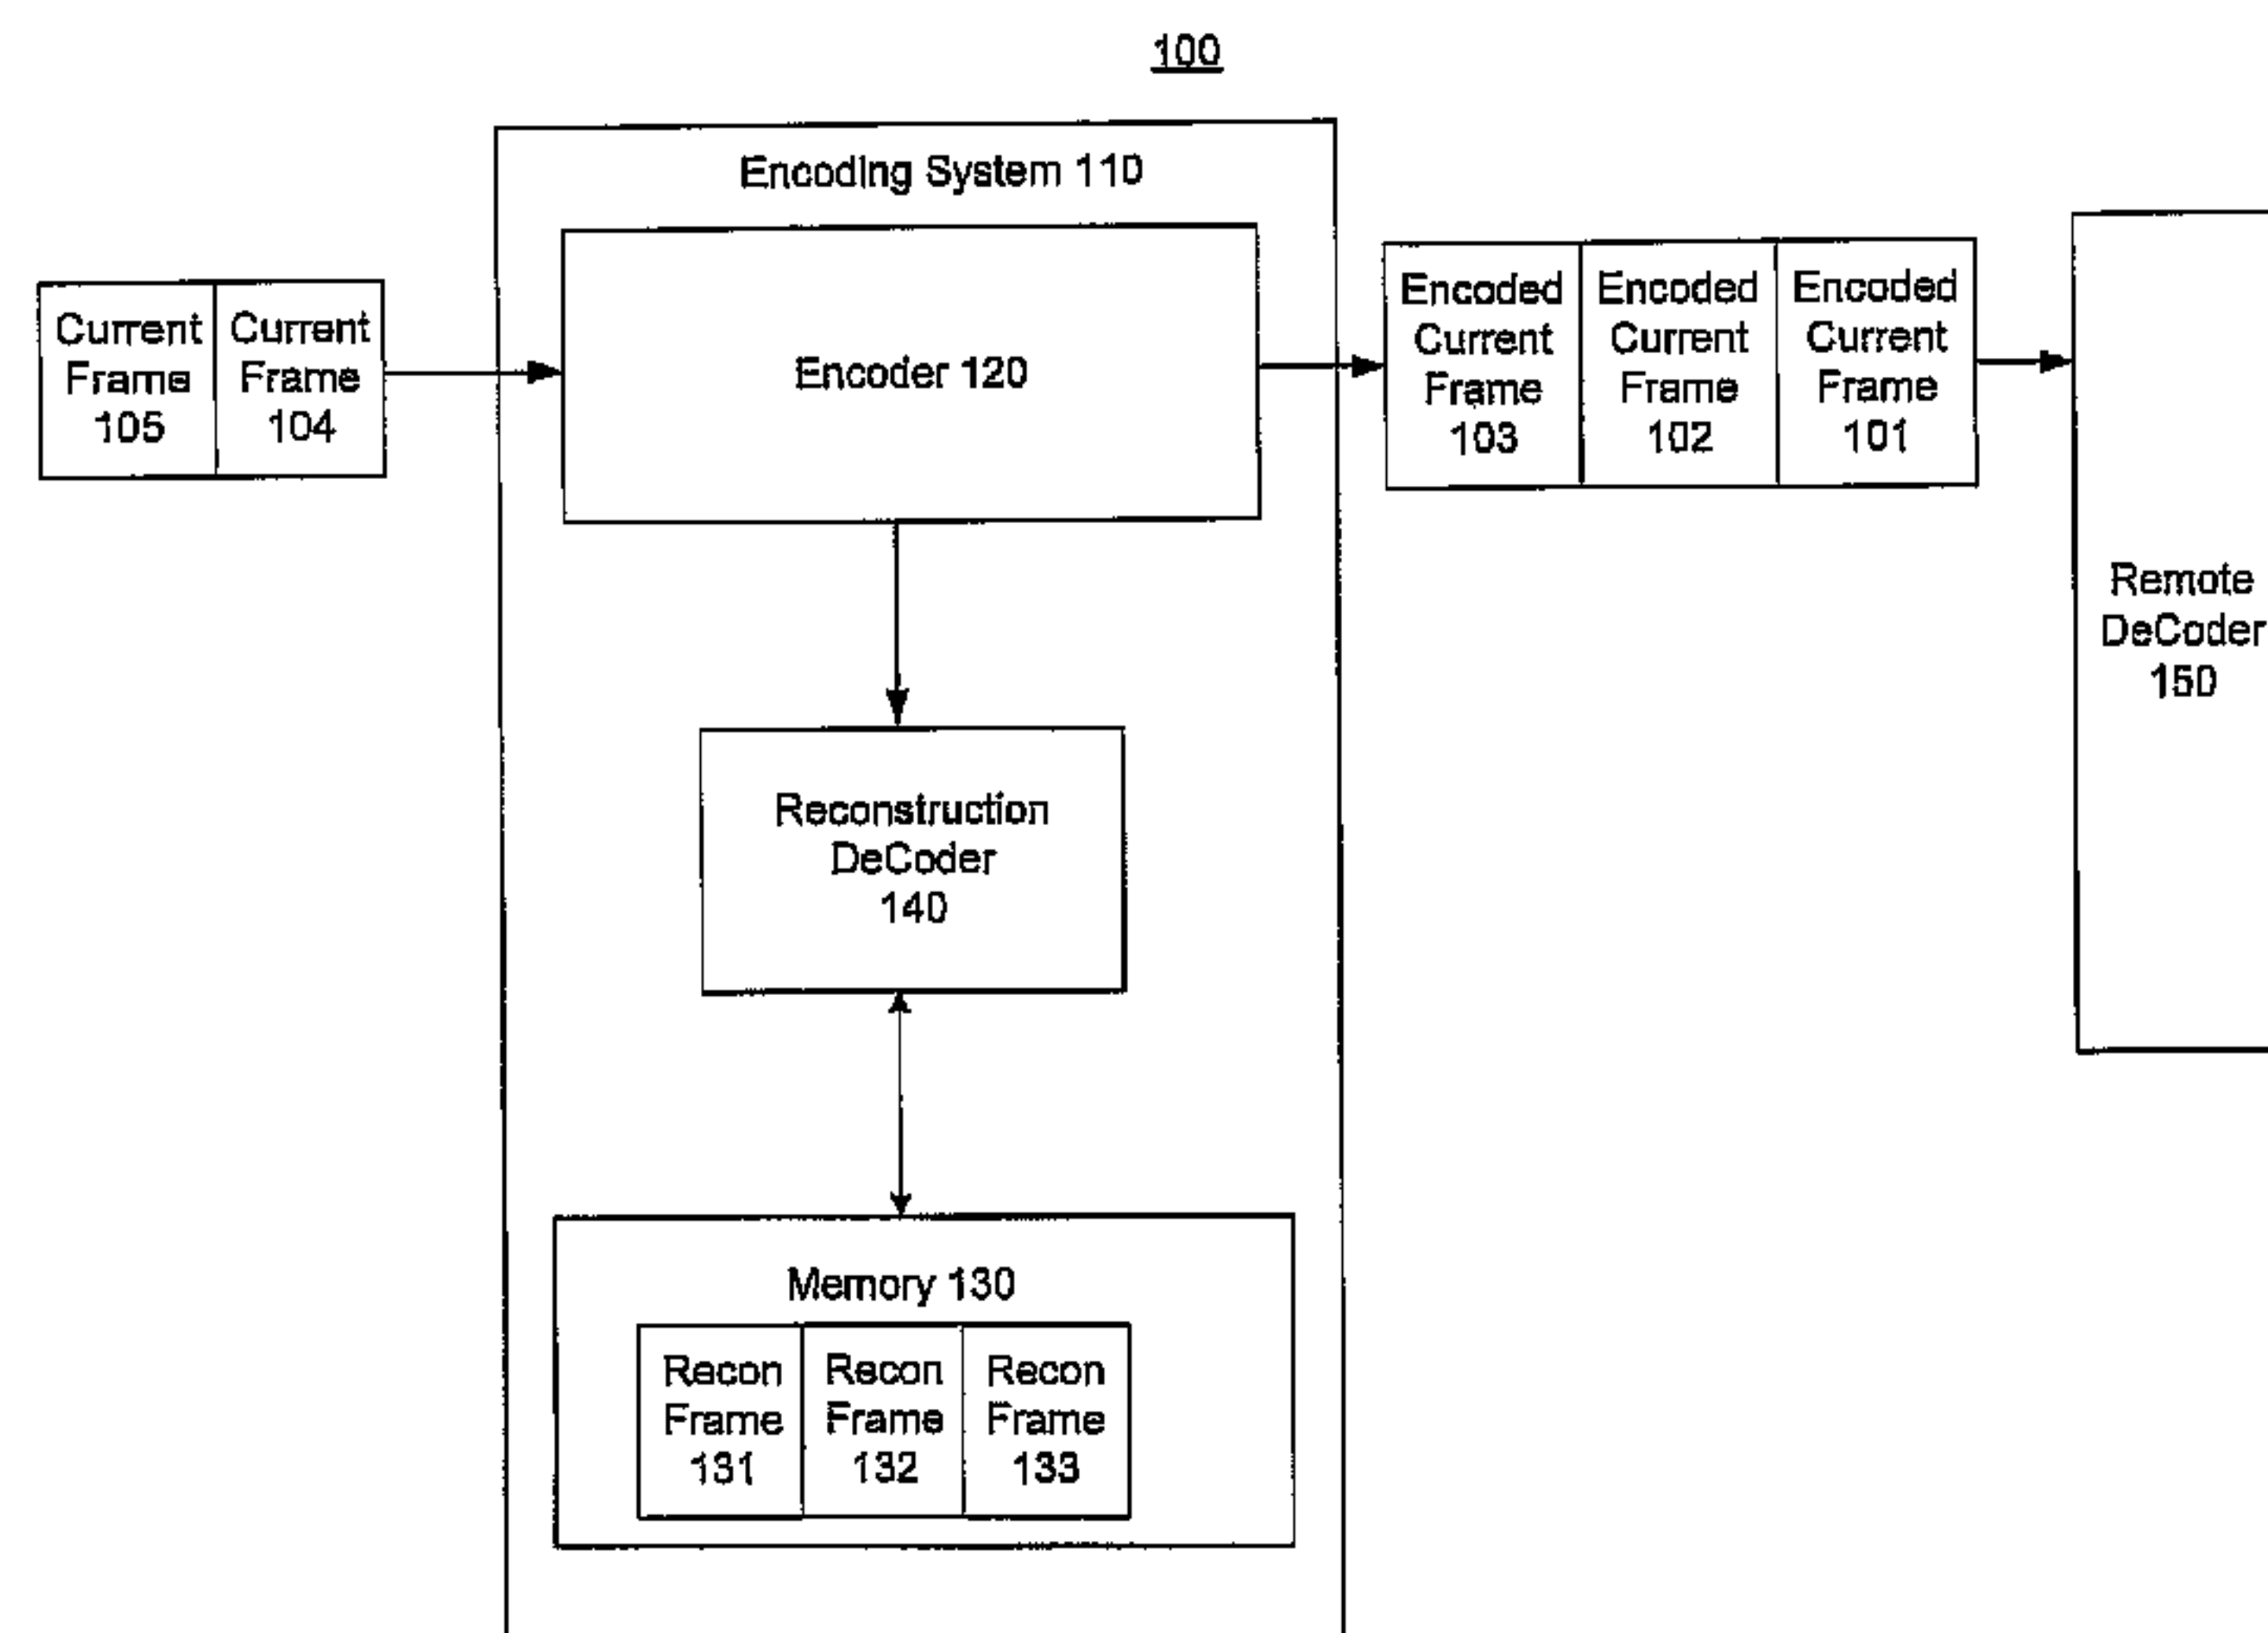 100
Encoding System 110
Current
Frame
105
Current
Frame
104
Encoder 120
Encoded
Current
Frame
103
Encoded
Current
Frame
102
Encoded
Current
Frame
101
Remote
DeCoder
150
Reconstruction
DeCoder
140
Memory 130
Recon
Frame
131
Recon
Frame
132
Recon
Frame
133